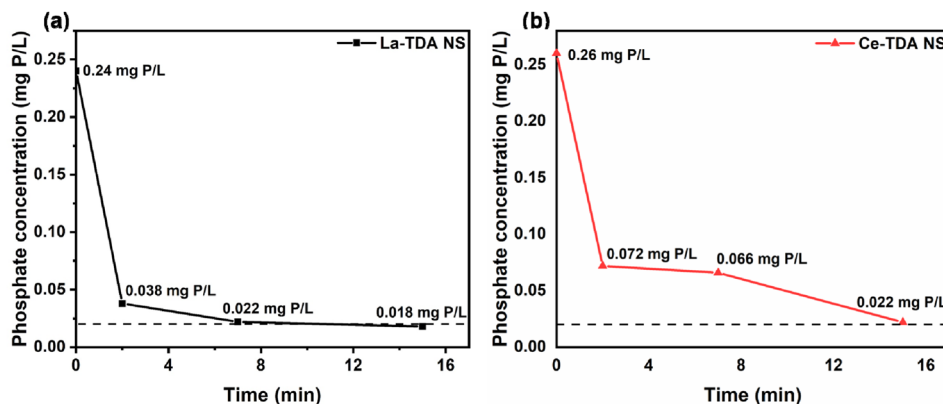 (a)
La-TDA NS
Phosphate concentration (mg P/L)
0.25
0.20
0.15
0.10
0.05
0.00
0.24 mg P/L
0.038 mg P/L
0.022 mg P/L
0.018 mg P/L
0
4
8
12
16
Time (min)
(b)
Ce-TDA NS
Phosphate concentration (mg P/L)
0.25
0.20
0.15
0.10
0.05
0.00
0.26 mg P/L
0.072 mg P/L
0.066 mg P/L
0.022 mg P/L
0
4
8
12
16
Time (min)